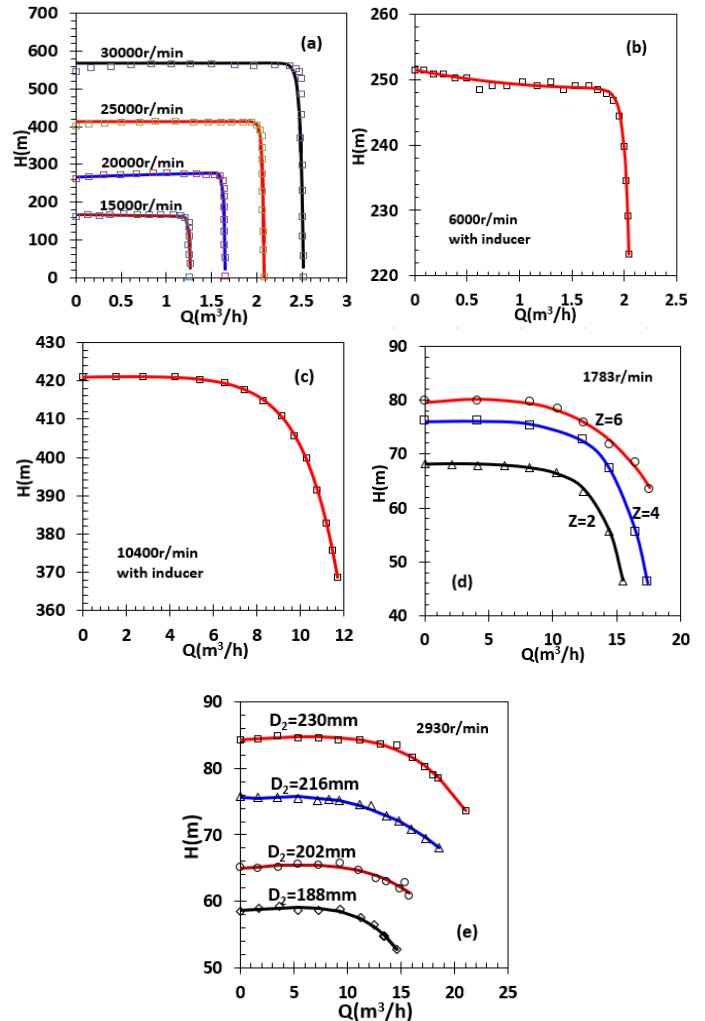 700
600
500
400
300
200
100
0
(a)
30000r/min
25000r/min
20000r/min
15000r/min
0 0.5 1 1.5 2 2.5 3
Q(m³/h)
H(m)
260
250
240
230
220
(b)
6000r/min
with inducer
0 0.5 1 1.5 2 2.5
Q(m³/h)
H(m)
430
420
410
400
390
380
370
360
(c)
10400r/min
with inducer
0 2 4 6 8 10 12
Q(m³/h)
H(m)
90
80
70
60
50
40
1783r/min
Z=6
Z=4
Z=2
(d)
0 5 10 15 20
Q(m³/h)
H(m)
90
80
70
60
50
D₂=230mm
2930r/min
D₂=216mm
D₂=202mm
D₂=188mm
(e)
0 5 10 15 20 25
Q(m³/h)
H(m)